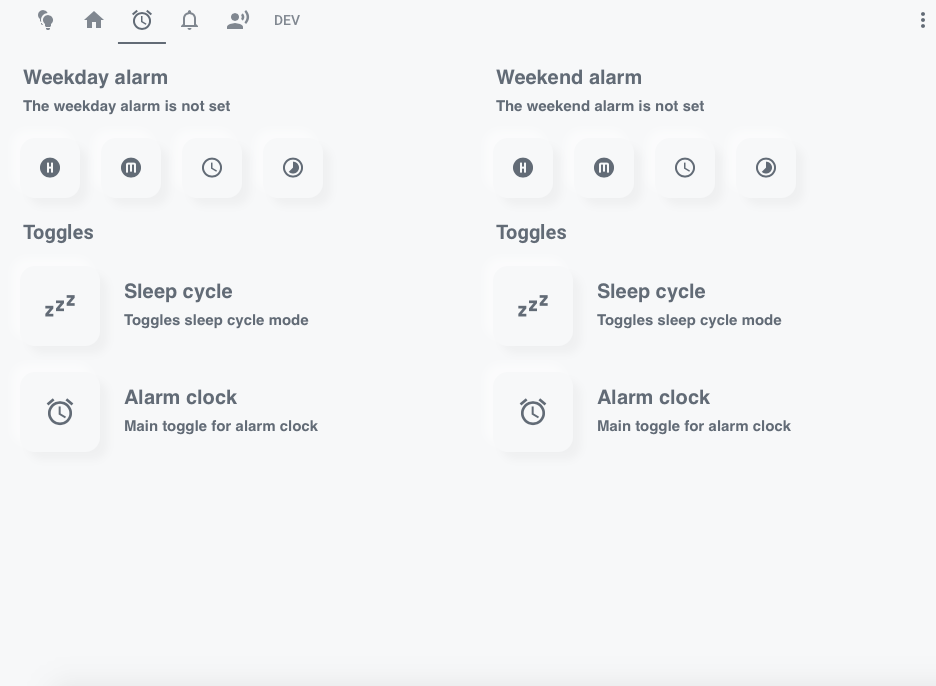 DEV
Weekday alarm
The weekday alarm is not set
H
M
Toggles
zzZ
Sleep cycle
Toggles sleep cycle mode
Alarm clock
Main toggle for alarm clock
Weekend alarm
The weekend alarm is not set
H
M
Toggles
zzZ
Sleep cycle
Toggles sleep cycle mode
Alarm clock
Main toggle for alarm clock